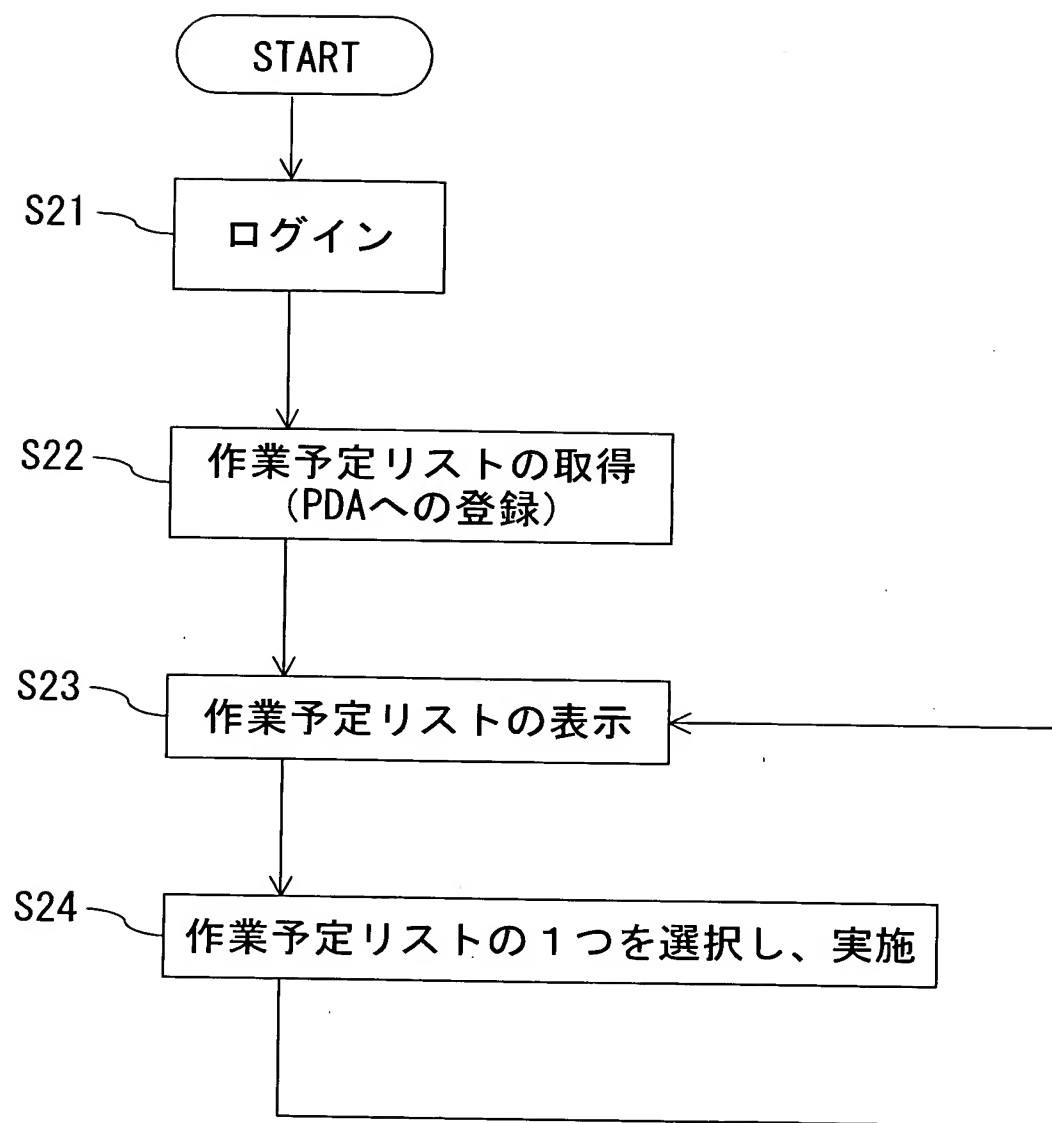 START
S21
ログイン
S22
作業予定リストの取得
(PDAへの登録)
S23
作業予定リストの表示
S24
作業予定リストの１つを選択し、実施